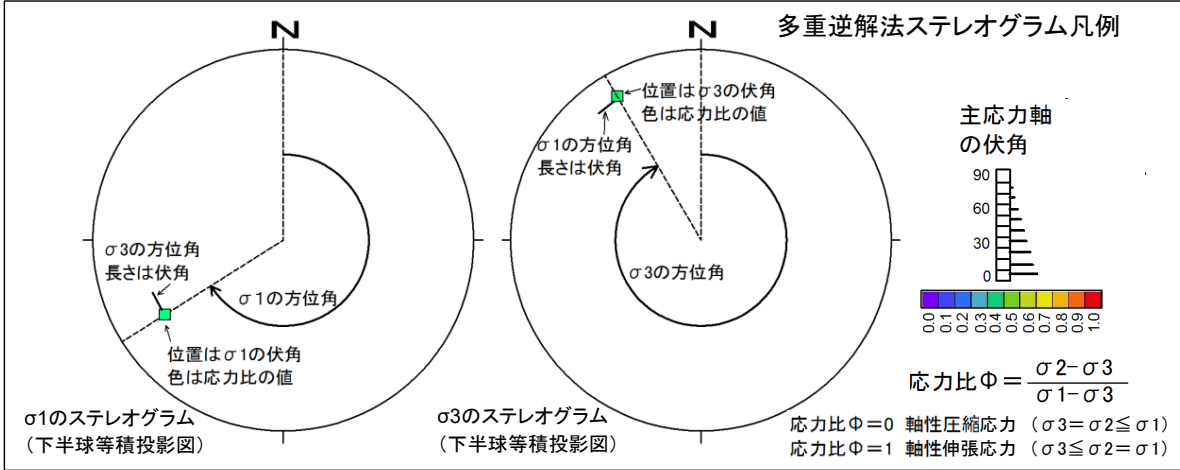 多重逆解法ステレオグラム凡例
N
σ3の方位角
長さは伏角
σ1の方位角
位置はσ1の伏角
色は応力比の値
σ1のステレオグラム
(下半球等積投影図)
N
位置はσ3の伏角
色は応力比の値
σ1の方位角
長さは伏角
σ3の方位角
σ3のステレオグラム
(下半球等積投影図)
主応力軸
の伏角
90
60
30
0
0.0 0.1 0.2 0.3 0.4 0.5 0.6 0.7 0.8 0.9 1.0
応力比Φ=σ2-σ3
σ1-σ3
応力比Φ=0 軸性圧縮応力 (σ3=σ2≦σ1)
応力比Φ=1 軸性伸張応力 (σ3≦σ2=σ1)